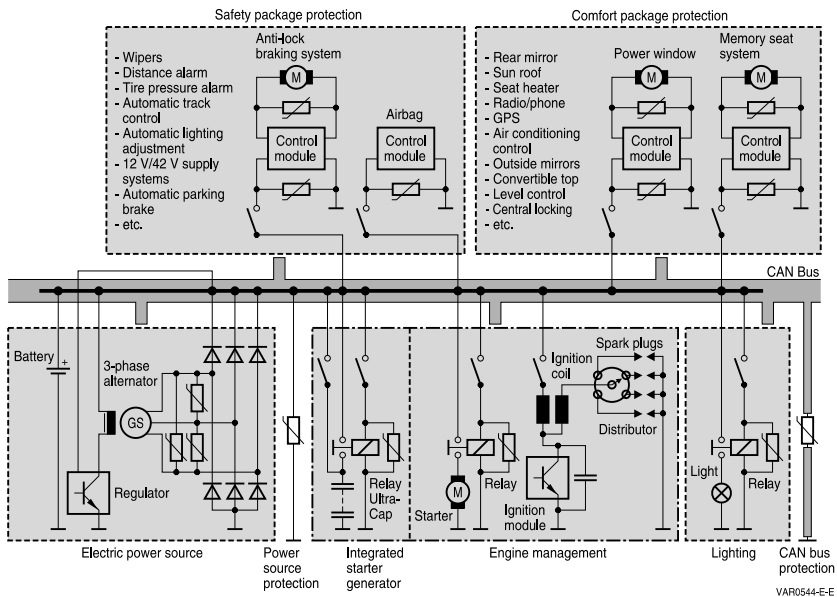 Safety package protection
Comfort package protection
- Wipers
- Distance alarm
- Tire pressure alarm
- Automatic track
control
- Automatic lighting
adjustment
- 12 V/42 V supply
systems
- Automatic parking
brake
- etc.
Anti-lock
braking system
M
Control
module
Airbag
Control
module
- Rear mirror
- Sun roof
- Seat heater
- Radio/phone
- GPS
- Air conditioning
control
- Outside mirrors
- Convertible top
- Level control
- Central locking
- etc.
Power window
M
Control
module
Memory seat
system
M
Control
module
CAN Bus
Battery
+
3-phase
alternator
GS
Regulator
Relay
Ultra-
Cap
M
Starter
Relay
Ignition
coil
Spark plugs
Distributor
Ignition
module
Light
Relay
Electric power source
Power
source
protection
Integrated
starter
generator
Engine management
Lighting
CAN bus
protection
VAR0544-E-E